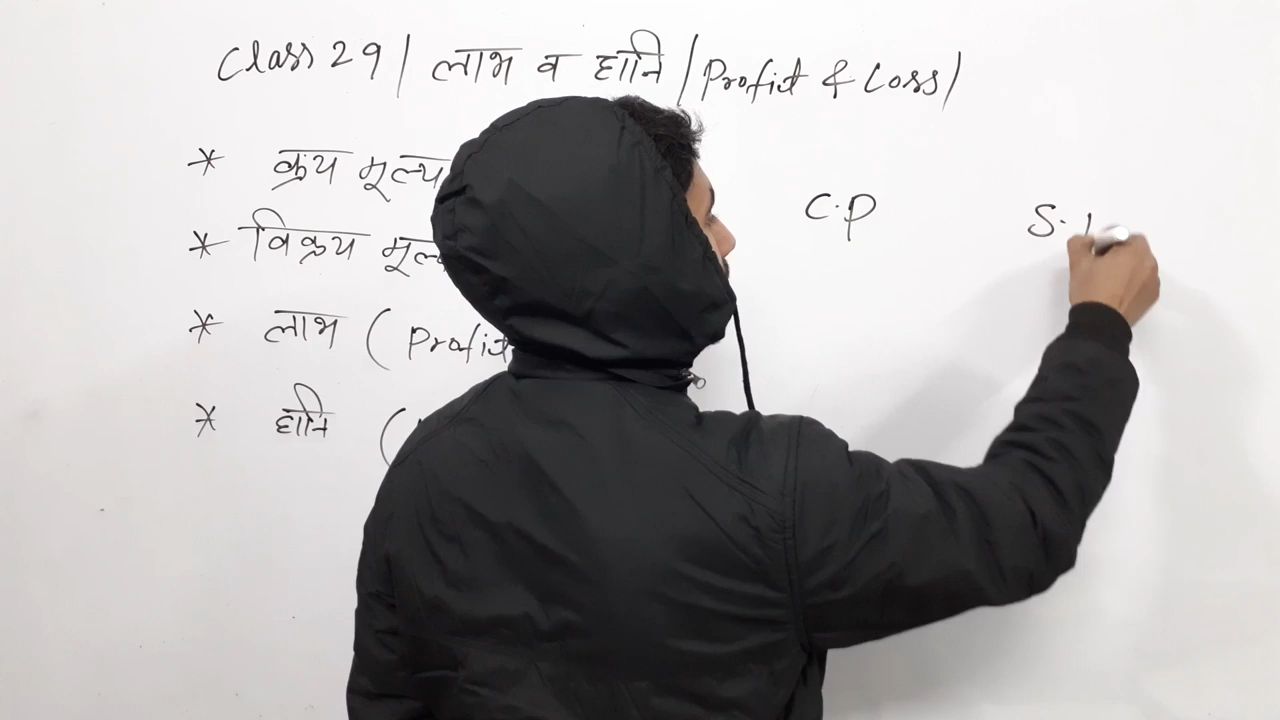 Class 29 / लाभ व हानि / Profit & Loss /
* क्रय मूल्य C.P S.
* विक्रय
* लाभ ( Profit
* हानि (